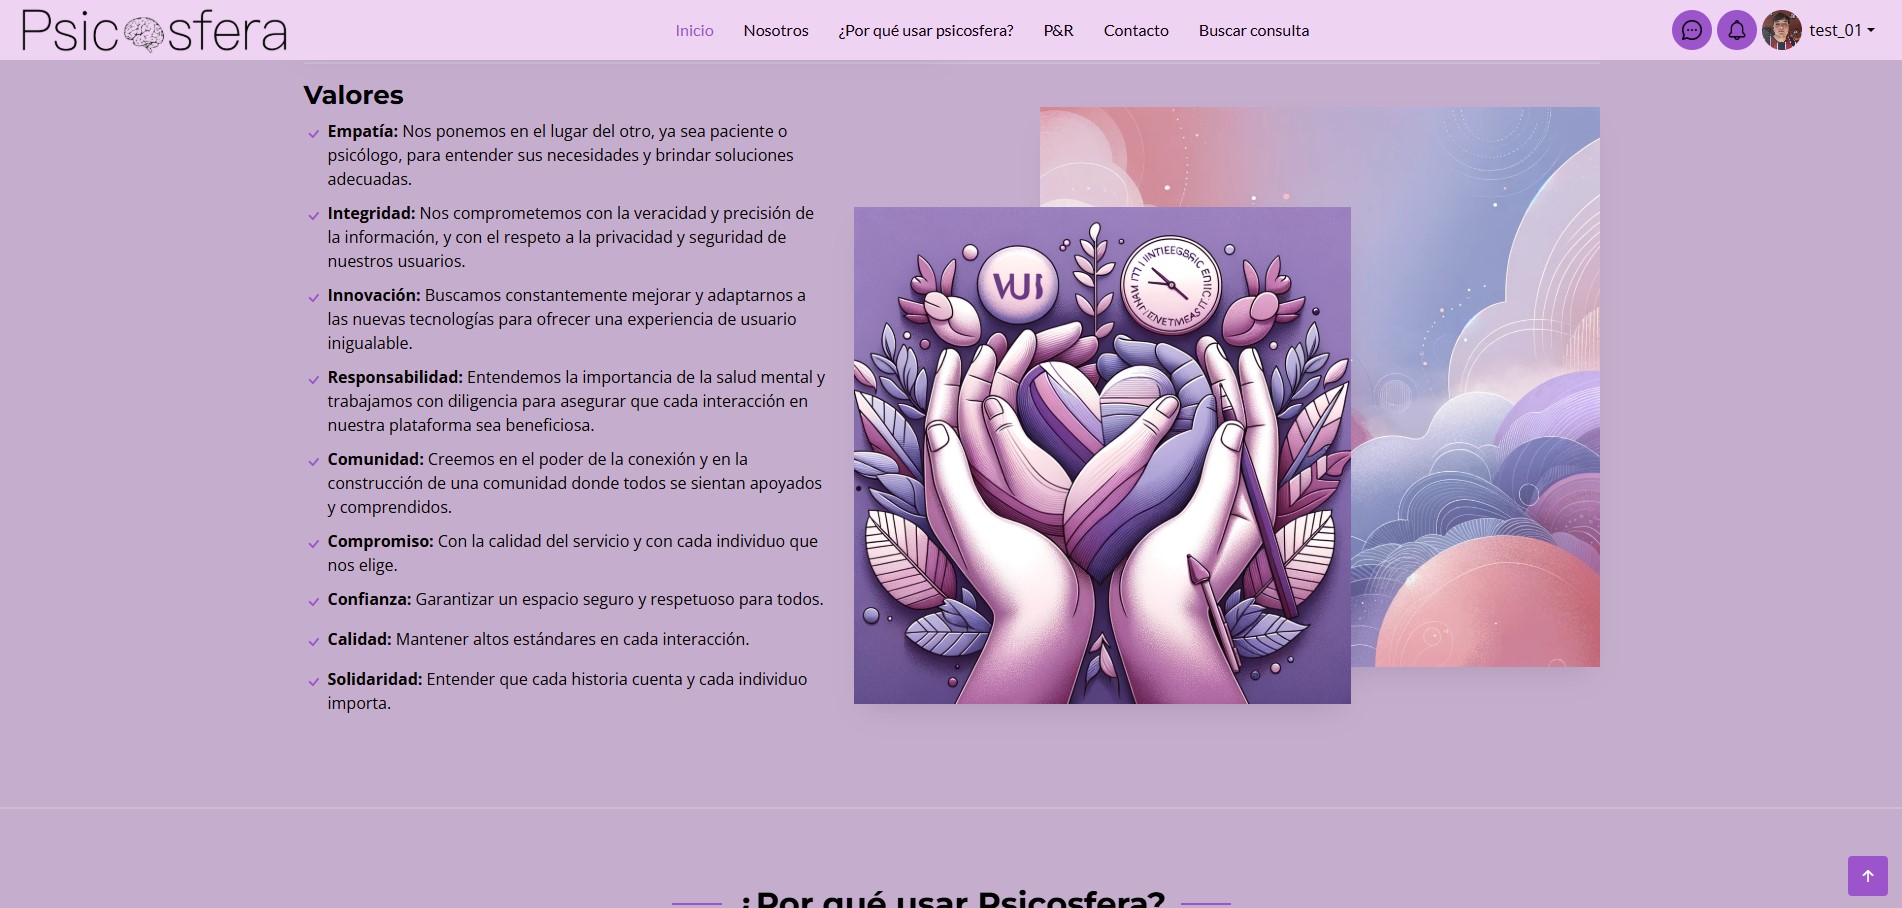 Psicosfera
Inicio
Nosotros
¿Por qué usar psicosfera?
P&R
Contacto
Buscar consulta
test_01
Valores
Empatía: Nos ponemos en el lugar del otro, ya sea paciente o
psicólogo, para entender sus necesidades y brindar soluciones
adecuadas.
Integridad: Nos comprometemos con la veracidad y precisión de
la información, y con el respeto a la privacidad y seguridad de
nuestros usuarios.
Innovación: Buscamos constantemente mejorar y adaptarnos a
las nuevas tecnologías para ofrecer una experiencia de usuario
inigualable.
Responsabilidad: Entendemos la importancia de la salud mental y
trabajamos con diligencia para asegurar que cada interacción en
nuestra plataforma sea beneficiosa.
Comunidad: Creemos en el poder de la conexión y en la
construcción de una comunidad donde todos se sientan apoyados
y comprendidos.
Compromiso: Con la calidad del servicio y con cada individuo que
nos elige.
Confianza: Garantizar un espacio seguro y respetuoso para todos.
Calidad: Mantener altos estándares en cada interacción.
Solidaridad: Entender que cada historia cuenta y cada individuo
importa.
¿Por qué usar Psicosfera?